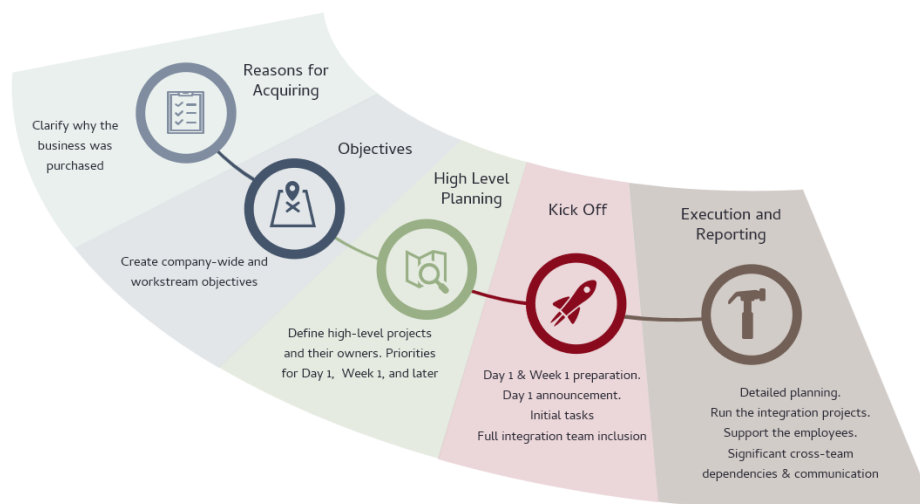 Reasons for
Acquiring
Clarify why the
business was
purchased
Objectives
Create company-wide and
workstream objectives
High Level
Planning
Define high-level projects
and their owners. Priorities
for Day 1, Week 1, and later
Kick Off
Day 1 & Week 1 preparation.
Day 1 announcement.
Initial tasks
Full integration team inclusion
Execution and
Reporting
Detailed planning.
Run the integration projects.
Support the employees.
Significant cross-team
dependencies & communication